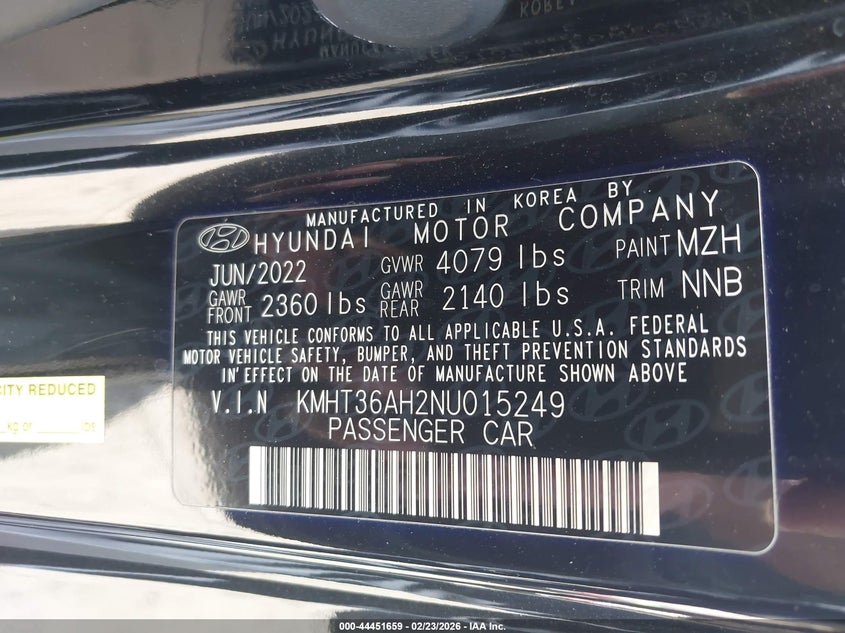 MANUFACTURED IN KOREA BY
HYUNDAI MOTOR COMPANY
JUN/2022 GVWR 4079 lbs PAINT MZH
GAWR FRONT 2360 lbs GAWR REAR 2140 lbs TRIM NNB
THIS VEHICLE CONFORMS TO ALL APPLICABLE U.S.A. FEDERAL
MOTOR VEHICLE SAFETY, BUMPER, AND THEFT PREVENTION STANDARDS
IN EFFECT ON THE DATE OF MANUFACTURE SHOWN ABOVE
V.I.N KMHT36AH2NU015249
PASSENGER CAR
CITY REDUCED
kg or lbs
000-44451659 - 02/23/2026 - IAA Inc.